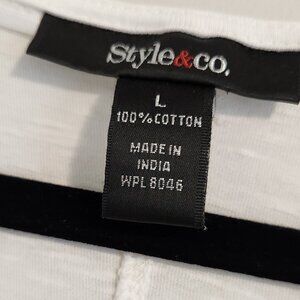 Style&co.
L
100% COTTON
MADE IN
INDIA
WPL 8046